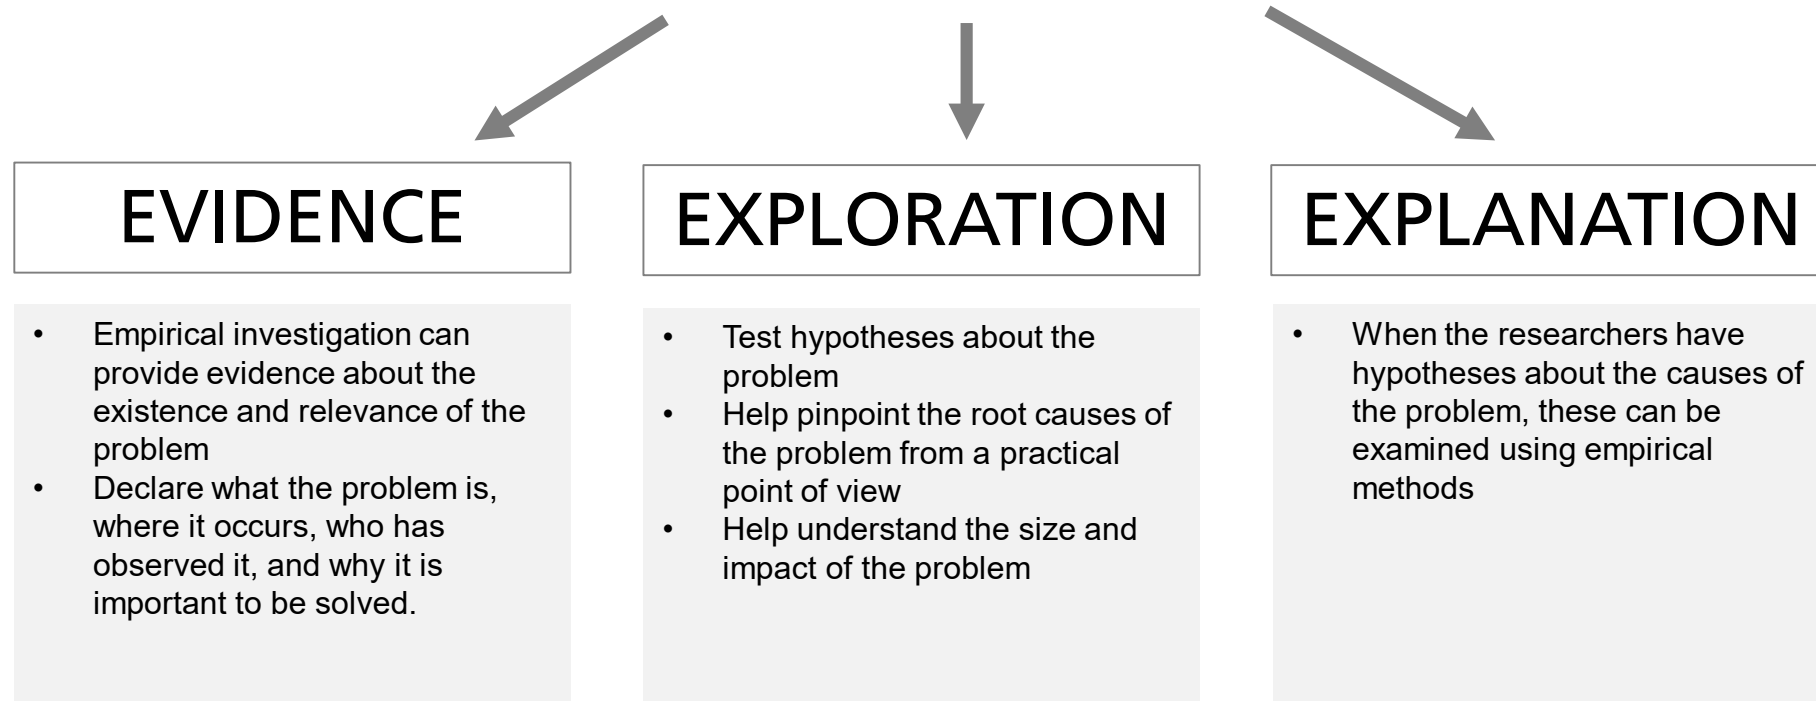 EVIDENCE
• Empirical investigation can
provide evidence about the
existence and relevance of the
problem
• Declare what the problem is,
where it occurs, who has
observed it, and why it is
important to be solved.
EXPLORATION
• Test hypotheses about the
problem
• Help pinpoint the root causes of
the problem from a practical
point of view
• Help understand the size and
impact of the problem
EXPLANATION
• When the researchers have
hypotheses about the causes of
the problem, these can be
examined using empirical
methods